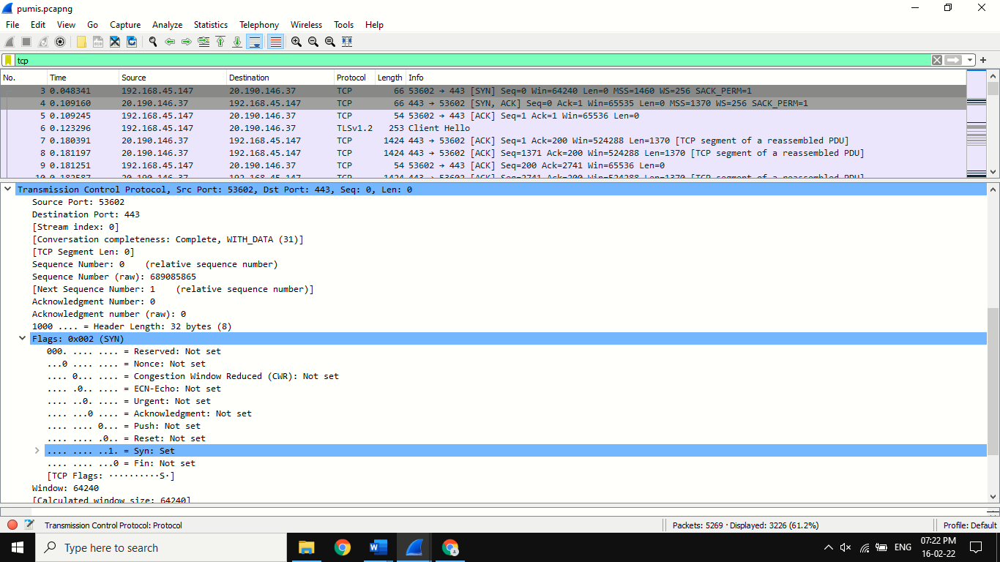 pumis.pcapng
File Edit View Go Capture Analyze Statistics Telephony Wireless Tools Help
tcp
No. Time Source Destination Protocol Length Info
3 0.048341 192.168.45.147 20.190.146.37 TCP 66 53602 → 443 [SYN] Seq=0 Win=64240 Len=0 MSS=1460 WS=256 SACK_PERM=1
4 0.109160 20.190.146.37 192.168.45.147 TCP 66 443 → 53602 [SYN, ACK] Seq=0 Ack=1 Win=65535 Len=0 MSS=1370 WS=256 SACK_PERM=1
5 0.109245 192.168.45.147 20.190.146.37 TCP 54 53602 → 443 [ACK] Seq=1 Ack=1 Win=65536 Len=0
6 0.123296 192.168.45.147 20.190.146.37 TLSv1.2 253 Client Hello
7 0.180391 20.190.146.37 192.168.45.147 TCP 1424 443 → 53602 [ACK] Seq=1 Ack=200 Win=524288 Len=1370 [TCP segment of a reassembled PDU]
8 0.181197 20.190.146.37 192.168.45.147 TCP 1424 443 → 53602 [ACK] Seq=1371 Ack=200 Win=524288 Len=1370 [TCP segment of a reassembled PDU]
9 0.181251 192.168.45.147 20.190.146.37 TCP 54 53602 → 443 [ACK] Seq=200 Ack=2741 Win=65536 Len=0
10 0.182587 20.190.146.37 192.168.45.147 TCP 1424 443 → 53602 [ACK] Seq=2741 Ack=200 Win=524288 Len=1370 [TCP segment of a reassembled PDU]
Transmission Control Protocol, Src Port: 53602, Dst Port: 443, Seq: 0, Len: 0
Source Port: 53602
Destination Port: 443
[Stream index: 0]
[Conversation completeness: Complete, WITH_DATA (31)]
[TCP Segment Len: 0]
Sequence Number: 0 (relative sequence number)
Sequence Number (raw): 689085865
[Next Sequence Number: 1 (relative sequence number)]
Acknowledgment Number: 0
Acknowledgment number (raw): 0
1000 .... = Header Length: 32 bytes (8)
Flags: 0x002 (SYN)
000. .... .... = Reserved: Not set
...0 .... .... = Nonce: Not set
.... 0... .... = Congestion Window Reduced (CWR): Not set
.... .0.. .... = ECN-Echo: Not set
.... ..0. .... = Urgent: Not set
.... ...0 .... = Acknowledgment: Not set
.... .... 0... = Push: Not set
.... .... .0.. = Reset: Not set
.... .... ..1. = Syn: Set
.... .... ...0 = Fin: Not set
[TCP Flags: ··········S·]
Window: 64240
[Calculated window size: 64240]
Transmission Control Protocol: Protocol Packets: 5269 · Displayed: 3226 (61.2%) Profile: Default
Type here to search ENG 07:22 PM
16-02-22